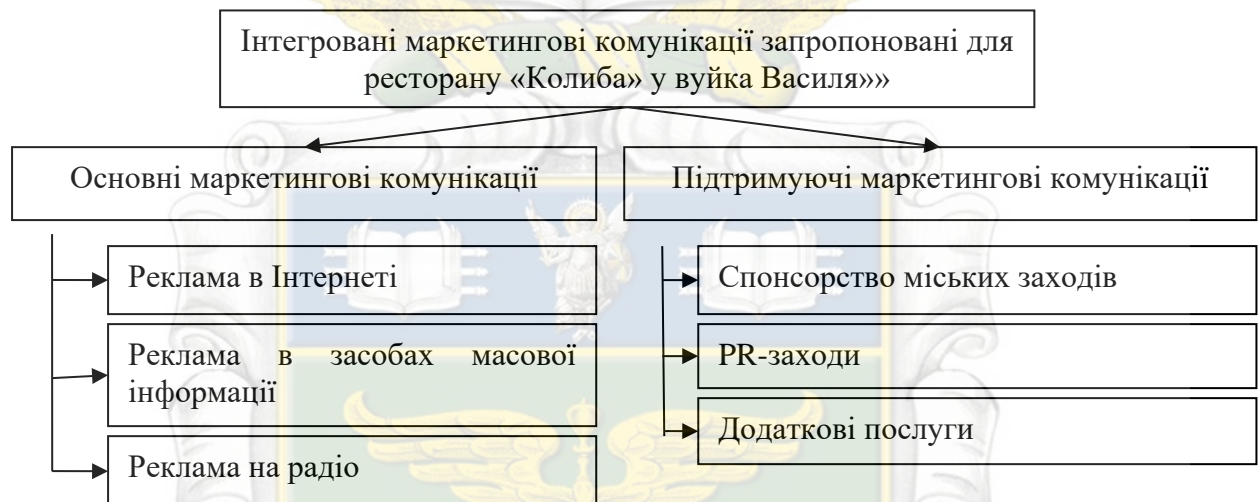 Інтегровані маркетингові комунікації запропоновані для
ресторану «Колиба» у вуйка Василя»»
Основні маркетингові комунікації
Підтримуючі маркетингові комунікації
Реклама в Інтернеті
Реклама в засобах масової
інформації
Реклама на радіо
Спонсорство міських заходів
PR-заходи
Додаткові послуги